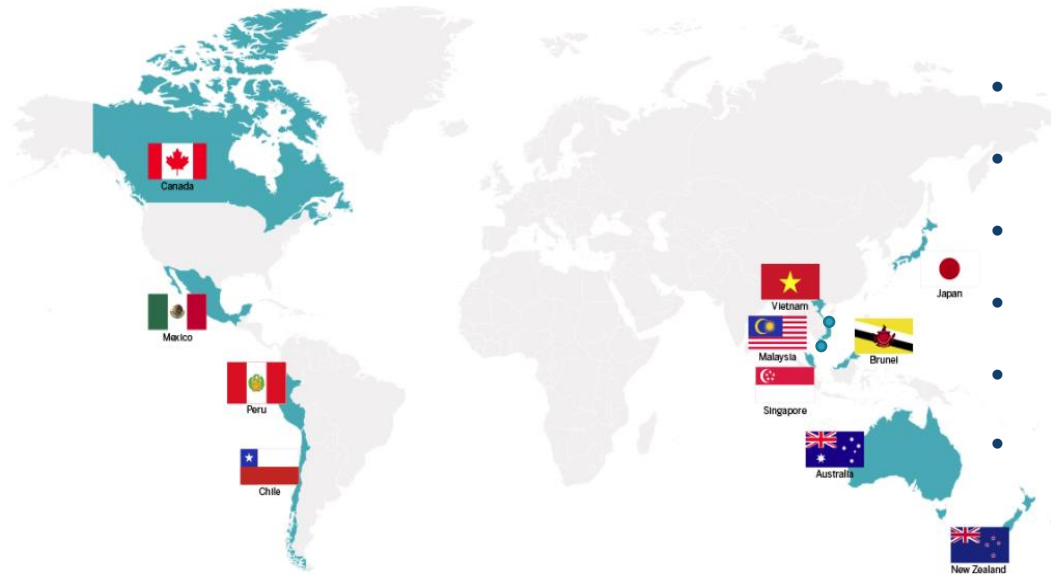 Canada
Mexico
Peru
Chile
Vietnam
Malaysia
Singapore
Brunei
Japan
Australia
New Zealand